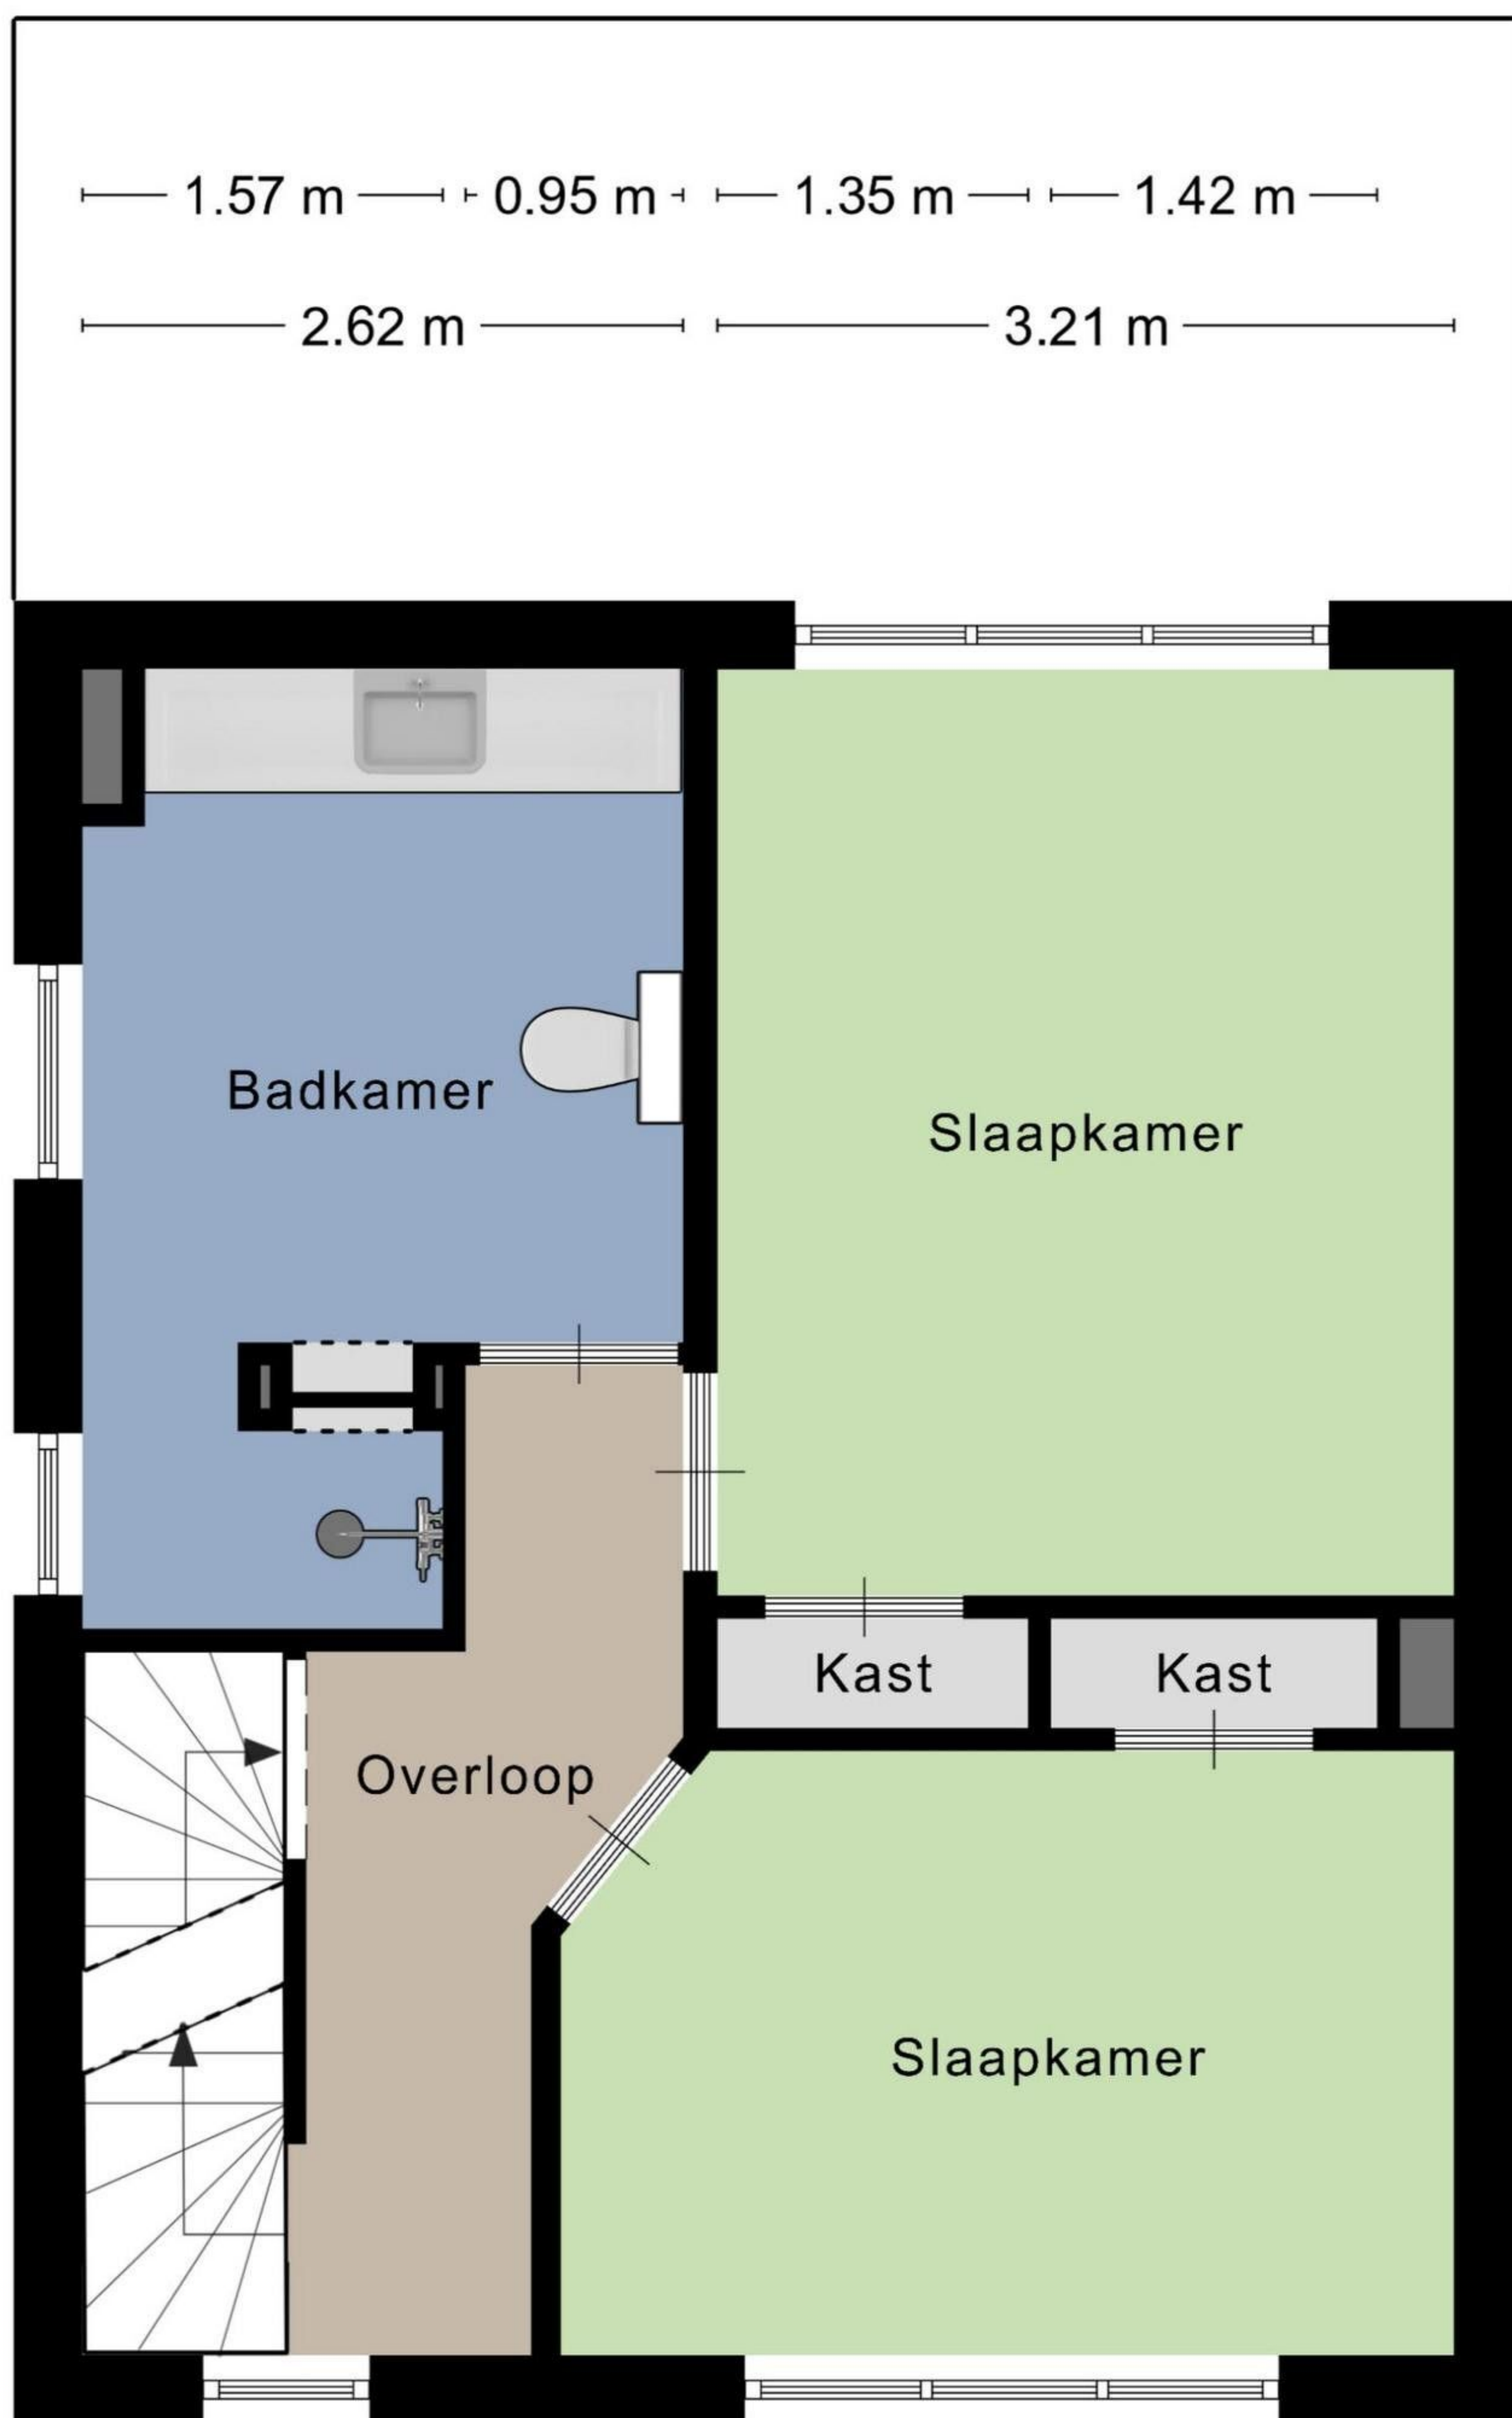 1.57 m 0.95 m 1.35 m 1.42 m
2.62 m 3.21 m
Badkamer
Slaapkamer
Kast Kast
Overloop
Slaapkamer